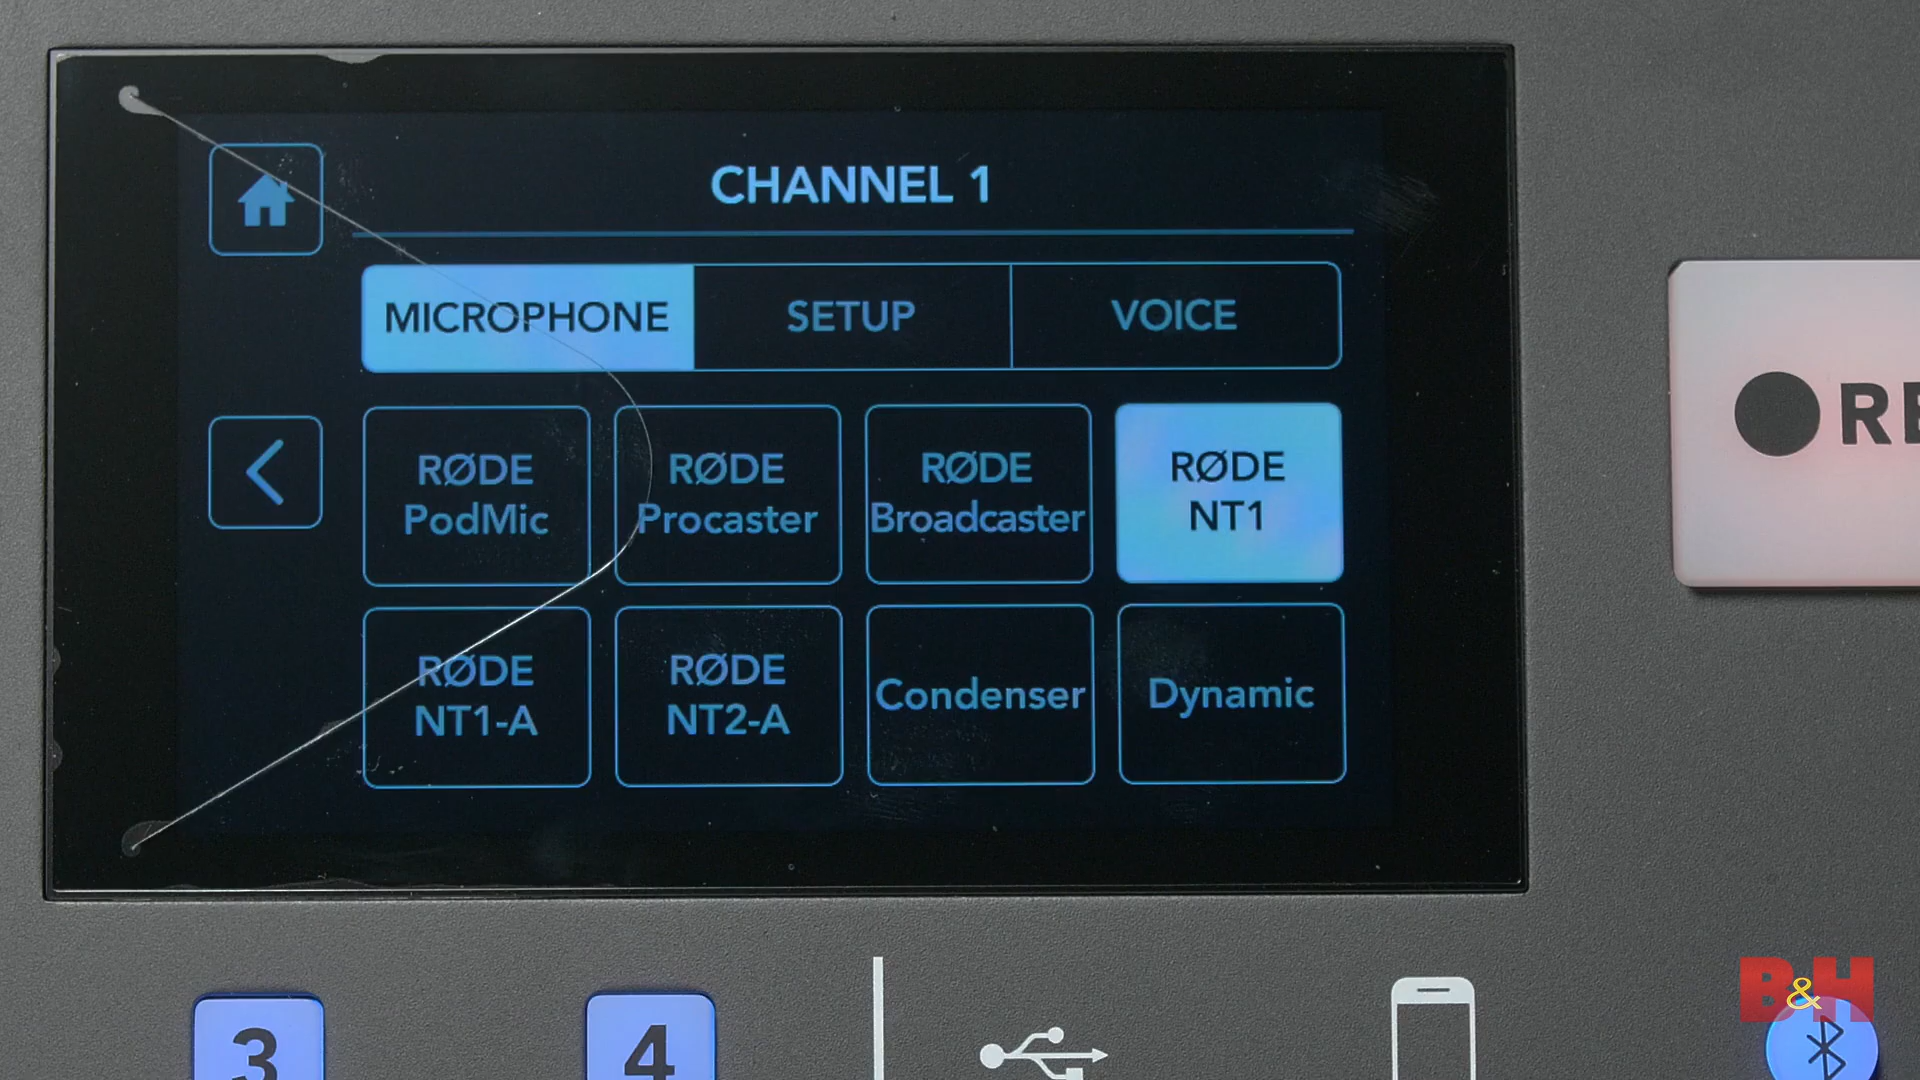 CHANNEL 1
MICROPHONE
SETUP
VOICE
RØDE
PodMic
RØDE
Procaster
RØDE
Broadcaster
RØDE
NT1
RØDE
NT1-A
RØDE
NT2-A
Condenser
Dynamic
RE
3
4
B&H